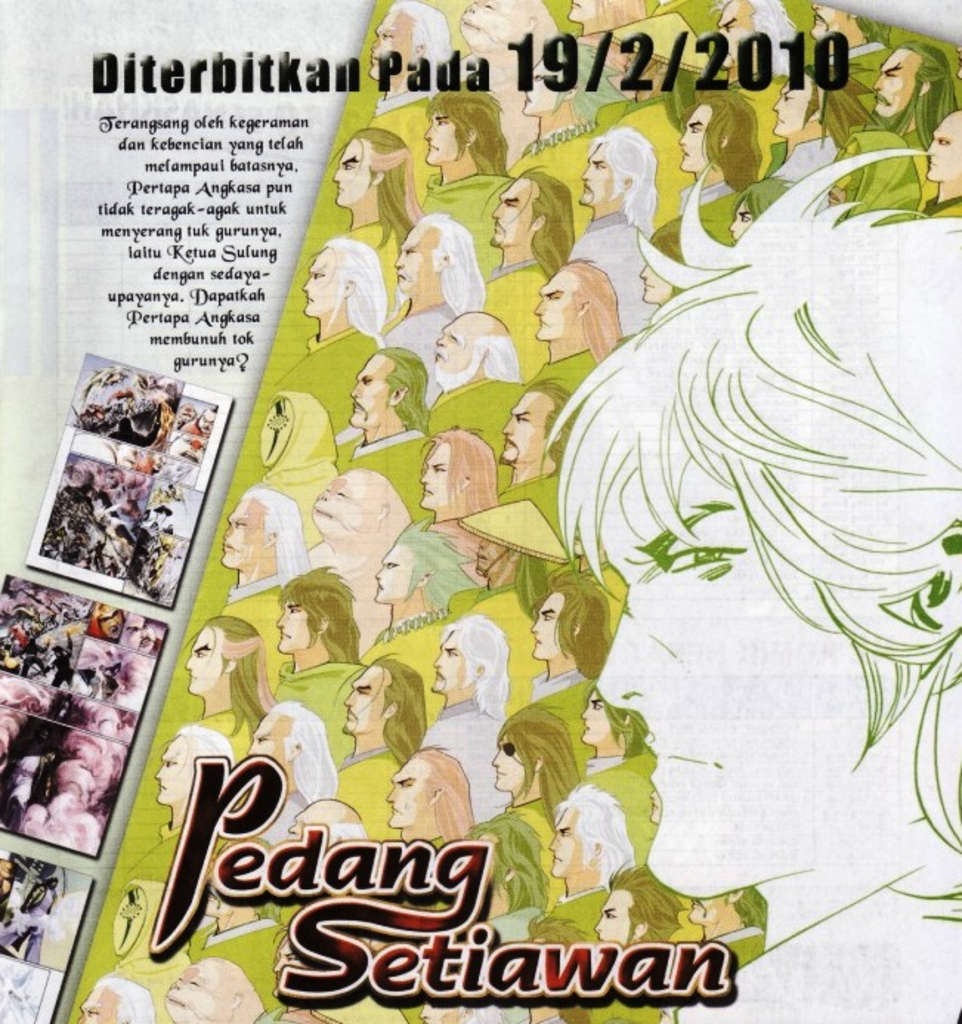 Diterbitkan Pada 19/2/2010
Terangsang oleh kegeraman
dan kebencian yang telah
melampaui batasnya,
Pertapa Angkasa pun
tidak teragak-agak untuk
menyerang tuk gurunya,
iaitu Ketua Sulung
dengan sedaya-
upayanya. Dapatkah
Pertapa Angkasa
membunuh tok
gurunya?
Pedang
Setiawan